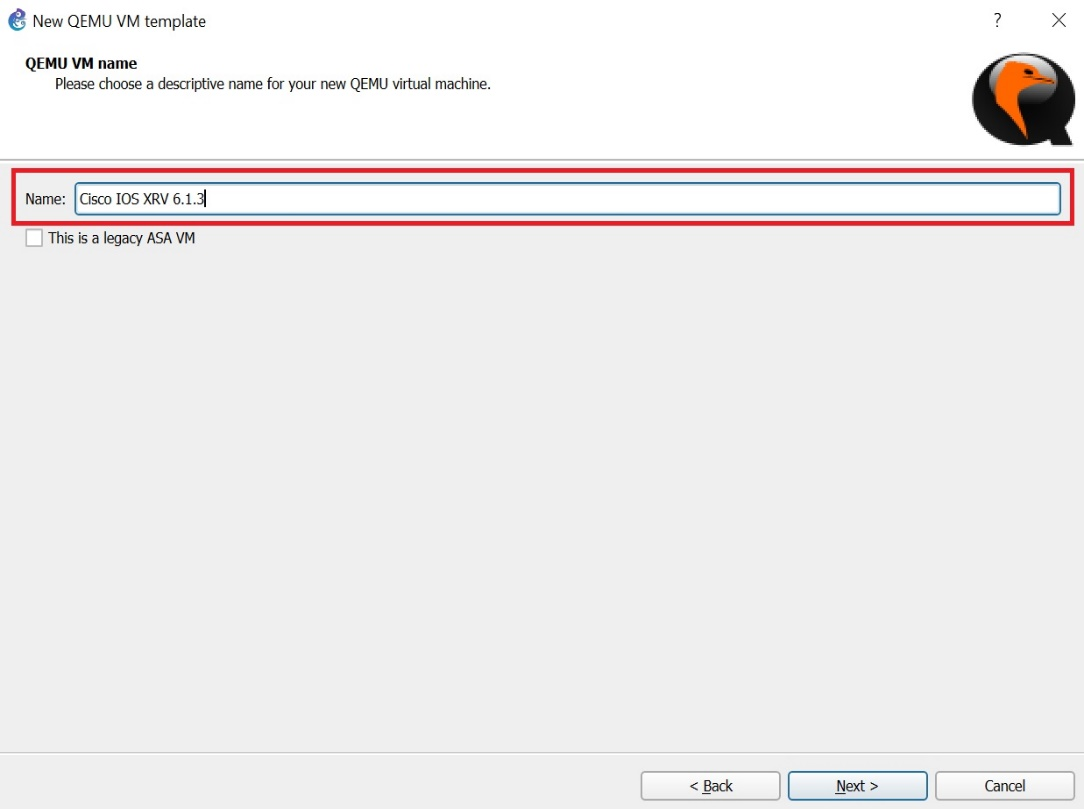 New QEMU VM template
?
QEMU VM name
Please choose a descriptive name for your new QEMU virtual machine.
Name: Cisco IOS XRV 6.1.3
This is a legacy ASA VM
< Back Next > Cancel